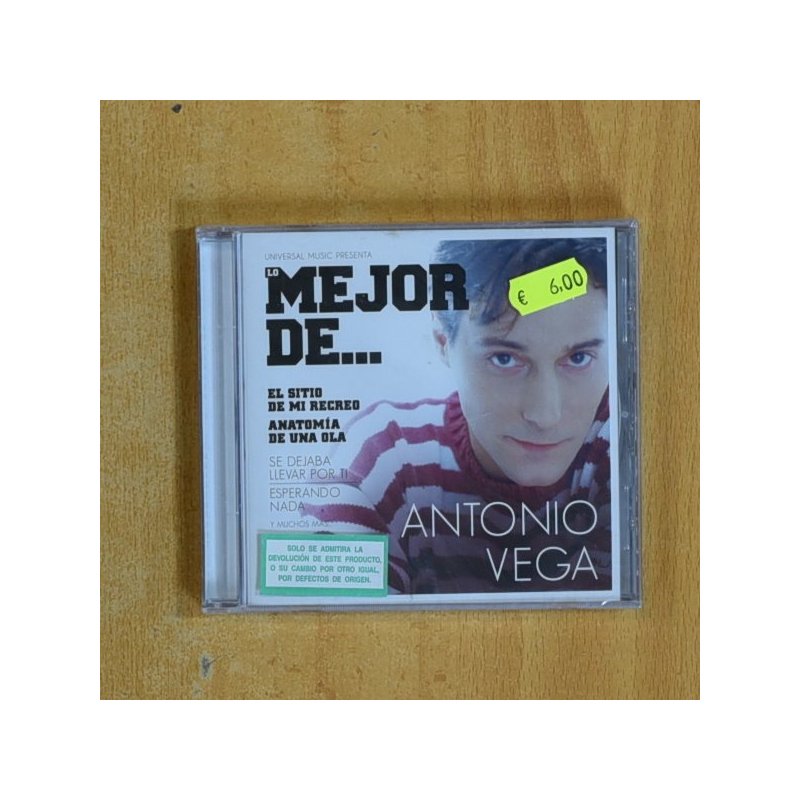 UNIVERSAL MUSIC PRESENTA
LO
MEJOR
DE...
€ 6,00
EL SITIO
DE MI RECREO
ANATOMÍA
DE UNA OLA
SE DEJABA
LLEVAR POR TI
ESPERANDO
NADA
Y MUCHOS MÁS...
ANTONIO
VEGA
SOLO SE ADMITIRA LA
DEVOLUCIÓN DE ESTE PRODUCTO,
O SU CAMBIO POR OTRO IGUAL,
POR DEFECTOS DE ORIGEN.